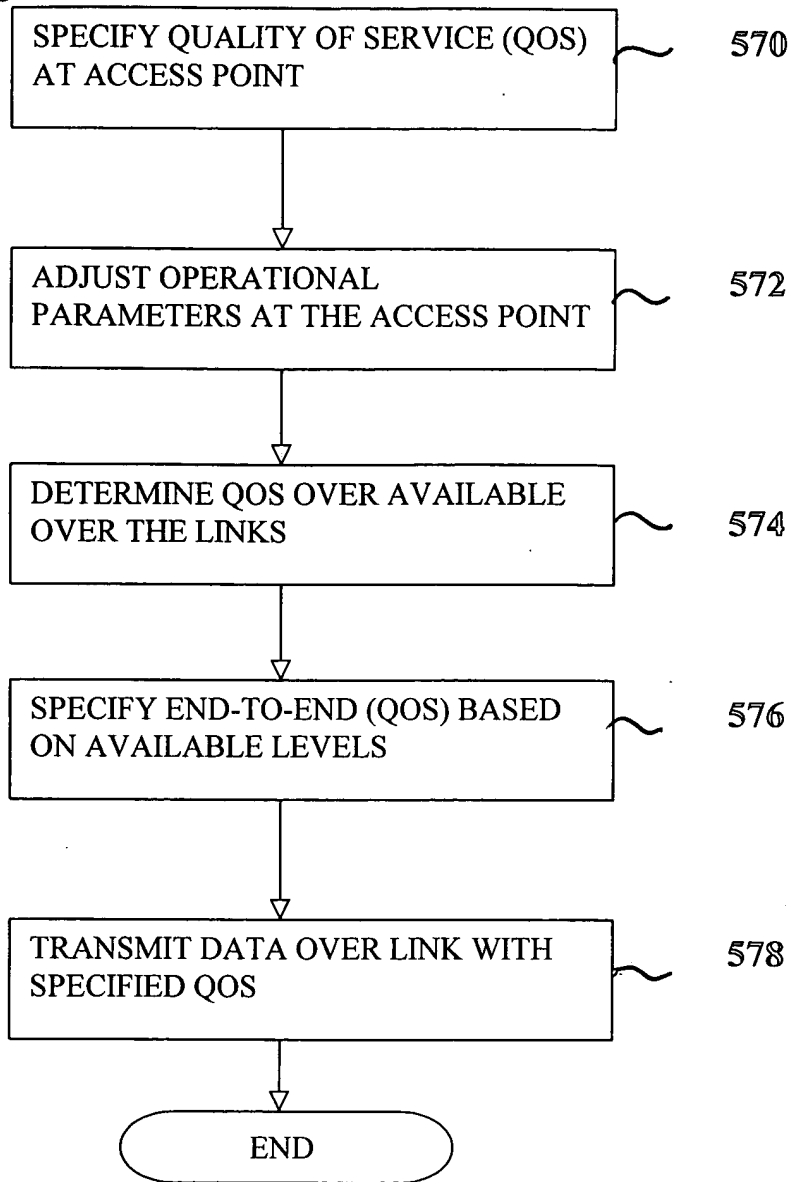 SPECIFY QUALITY OF SERVICE (QOS)
AT ACCESS POINT
570
ADJUST OPERATIONAL
PARAMETERS AT THE ACCESS POINT
572
DETERMINE QOS OVER AVAILABLE
OVER THE LINKS
574
SPECIFY END-TO-END (QOS) BASED
ON AVAILABLE LEVELS
576
TRANSMIT DATA OVER LINK WITH
SPECIFIED QOS
578
END